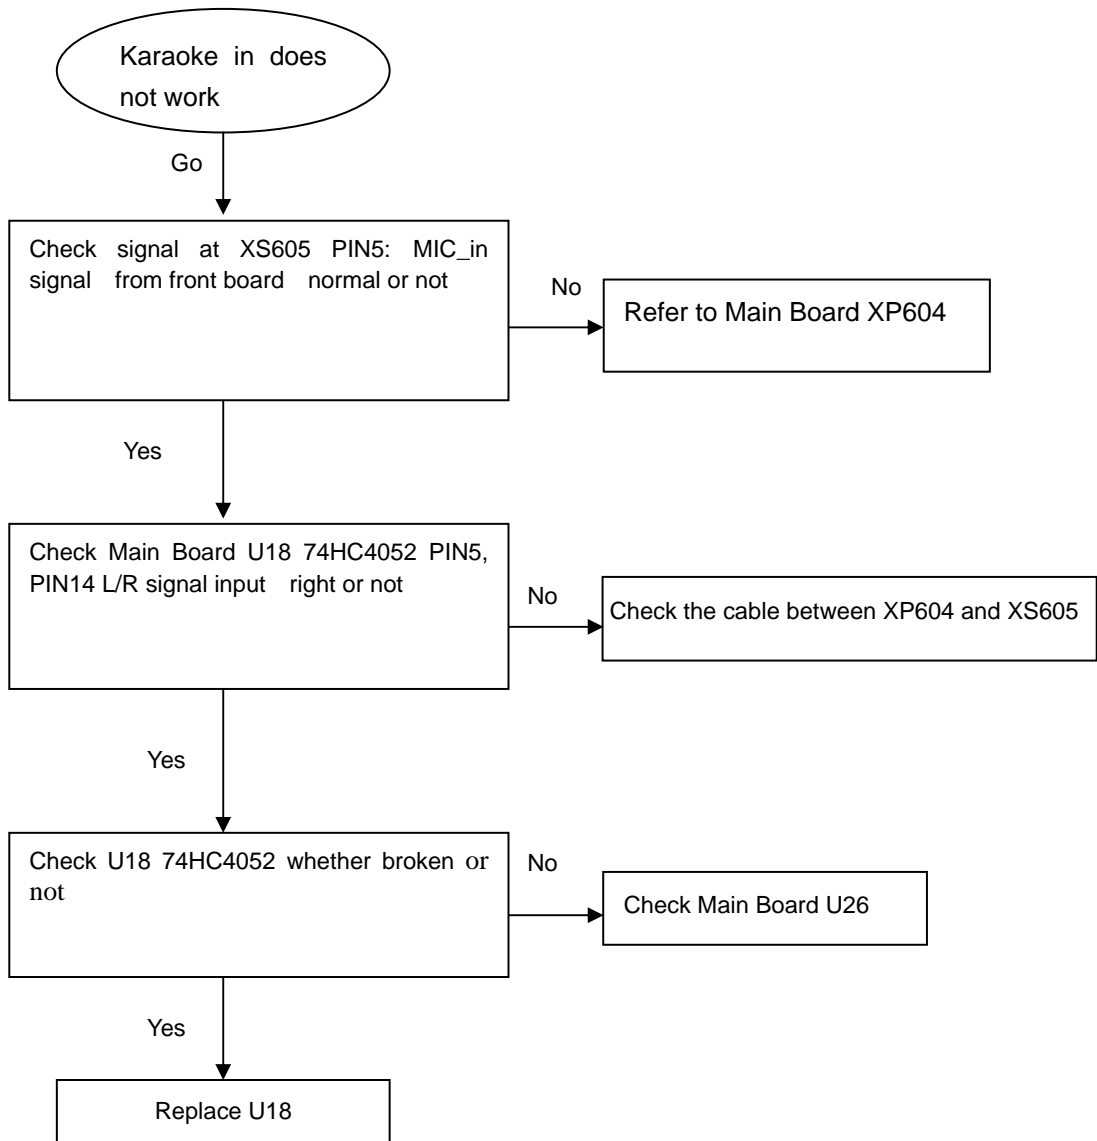 Karaoke in does
not work
Go
Check signal at XS605 PIN5: MIC_in
signal from front board normal or not
No
Refer to Main Board XP604
Yes
Check Main Board U18 74HC4052 PIN5,
PIN14 L/R signal input right or not
No
Check the cable between XP604 and XS605
Yes
Check U18 74HC4052 whether broken or
not
No
Check Main Board U26
Yes
Replace U18